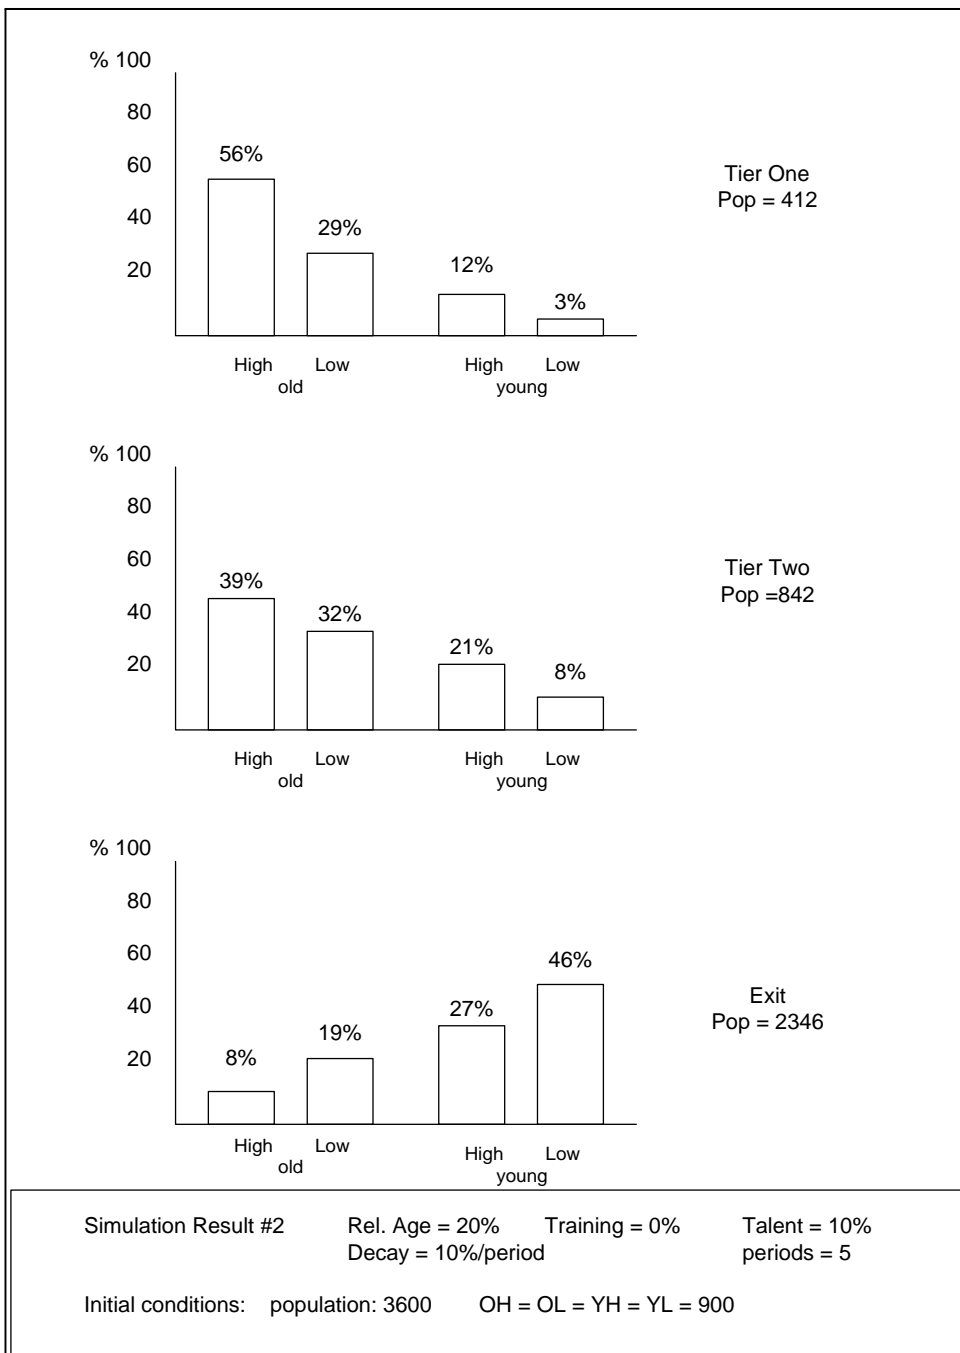 % 100
80
60
40
20
56%
29%
12%
3%
Tier One
Pop = 412
High Low High Low
old young
% 100
80
60
40
20
39%
32%
21%
8%
Tier Two
Pop =842
High Low High Low
old young
% 100
80
60
40
20
8%
19%
27%
46%
Exit
Pop = 2346
High Low High Low
old young
Simulation Result #2 Rel. Age = 20% Training = 0% Talent = 10%
Decay = 10%/period periods = 5
Initial conditions: population: 3600 OH = OL = YH = YL = 900